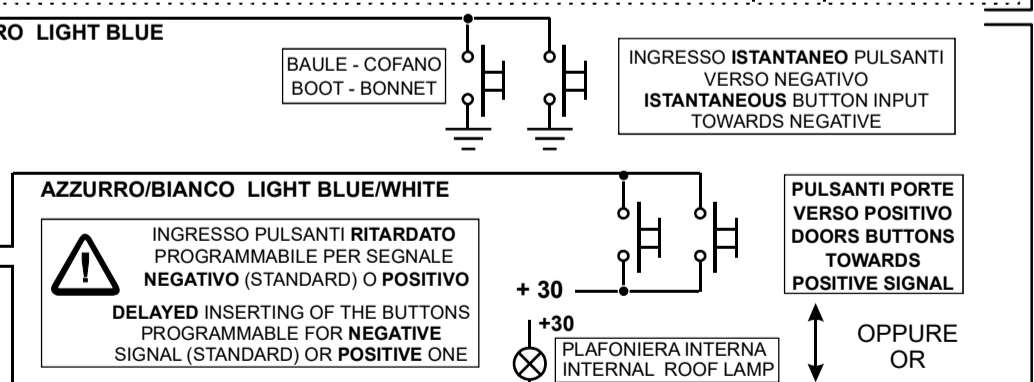 RO LIGHT BLUE
BAULE - COFANO
BOOT - BONNET
INGRESSO ISTANTANEO PULSANTI
VERSO NEGATIVO
ISTANTANEOUS BUTTON INPUT
TOWARDS NEGATIVE
AZZURRO/BIANCO LIGHT BLUE/WHITE
INGRESSO PULSANTI RITARDATO
PROGRAMMABILE PER SEGNALE
NEGATIVO (STANDARD) O POSITIVO
DELAYED INSERTING OF THE BUTTONS
PROGRAMMABLE FOR NEGATIVE
SIGNAL (STANDARD) OR POSITIVE ONE
PULSANTI PORTE
VERSO POSITIVO
DOORS BUTTONS
TOWARDS
POSITIVE SIGNAL
+ 30
+30
PLAFONIERA INTERNA
INTERNAL ROOF LAMP
OPPURE
OR